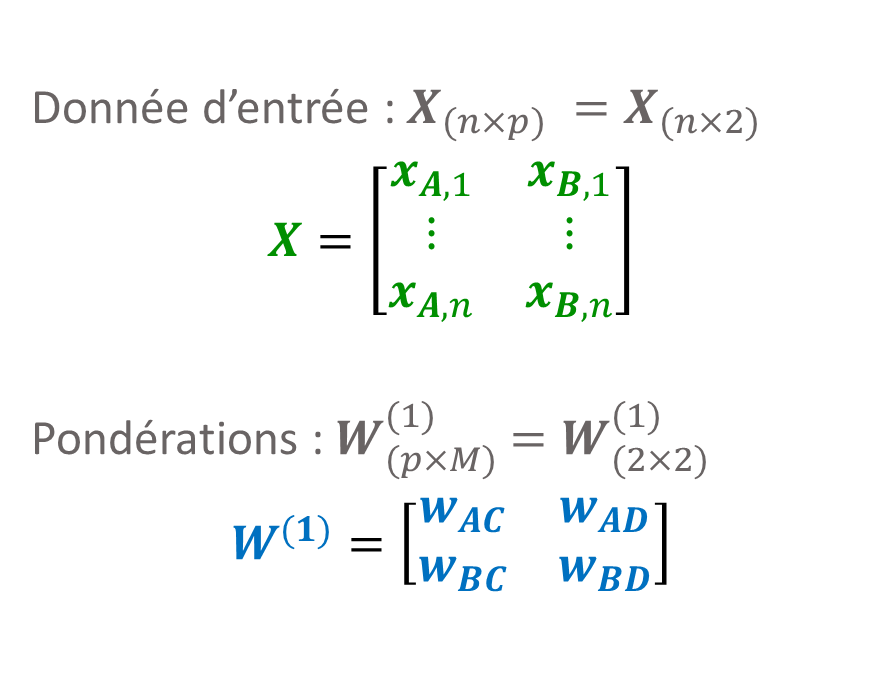 Donnée d’entrée : X(n×p) = X(n×2)
xA,1 xB,1
X = ⋮ ⋮
xA,n xB,n
Pondérations : W(1)(p×M) = W(1)(2×2)
wAC wAD
W(1) =
wBC wBD